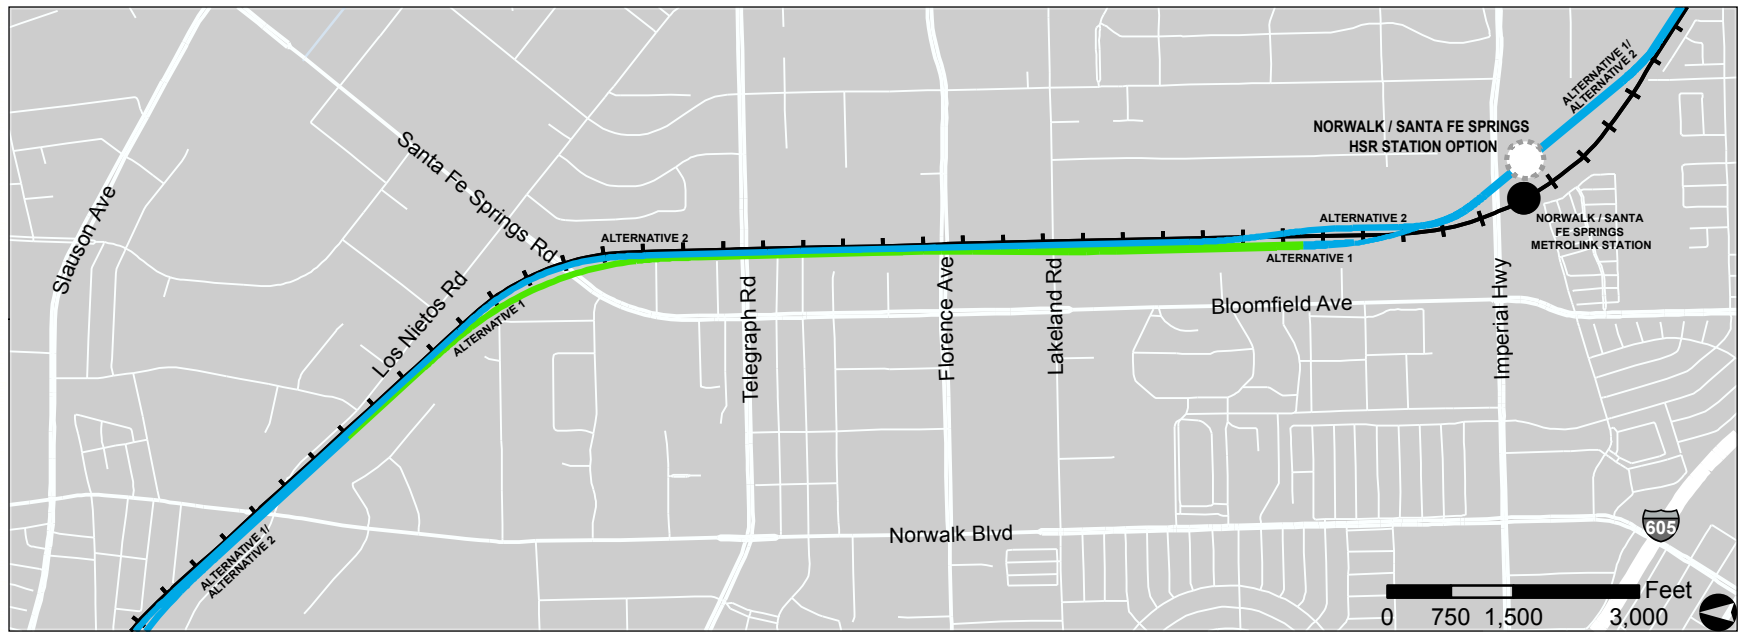 ALTERNATIVE 1/
ALTERNATIVE 2
NORWALK / SANTA FE SPRINGS
HSR STATION OPTION
Santa Fe Springs Rd
Slauson Ave
ALTERNATIVE 2
ALTERNATIVE 2
NORWALK / SANTA
FE SPRINGS
METROLINK STATION
ALTERNATIVE 1
Los Nietos Rd
ALTERNATIVE 1
Telegraph Rd
Florence Ave
Lakeland Rd
Bloomfield Ave
Imperial Hwy
Norwalk Blvd
605
ALTERNATIVE 1/
ALTERNATIVE 2
Feet
0 750 1,500 3,000